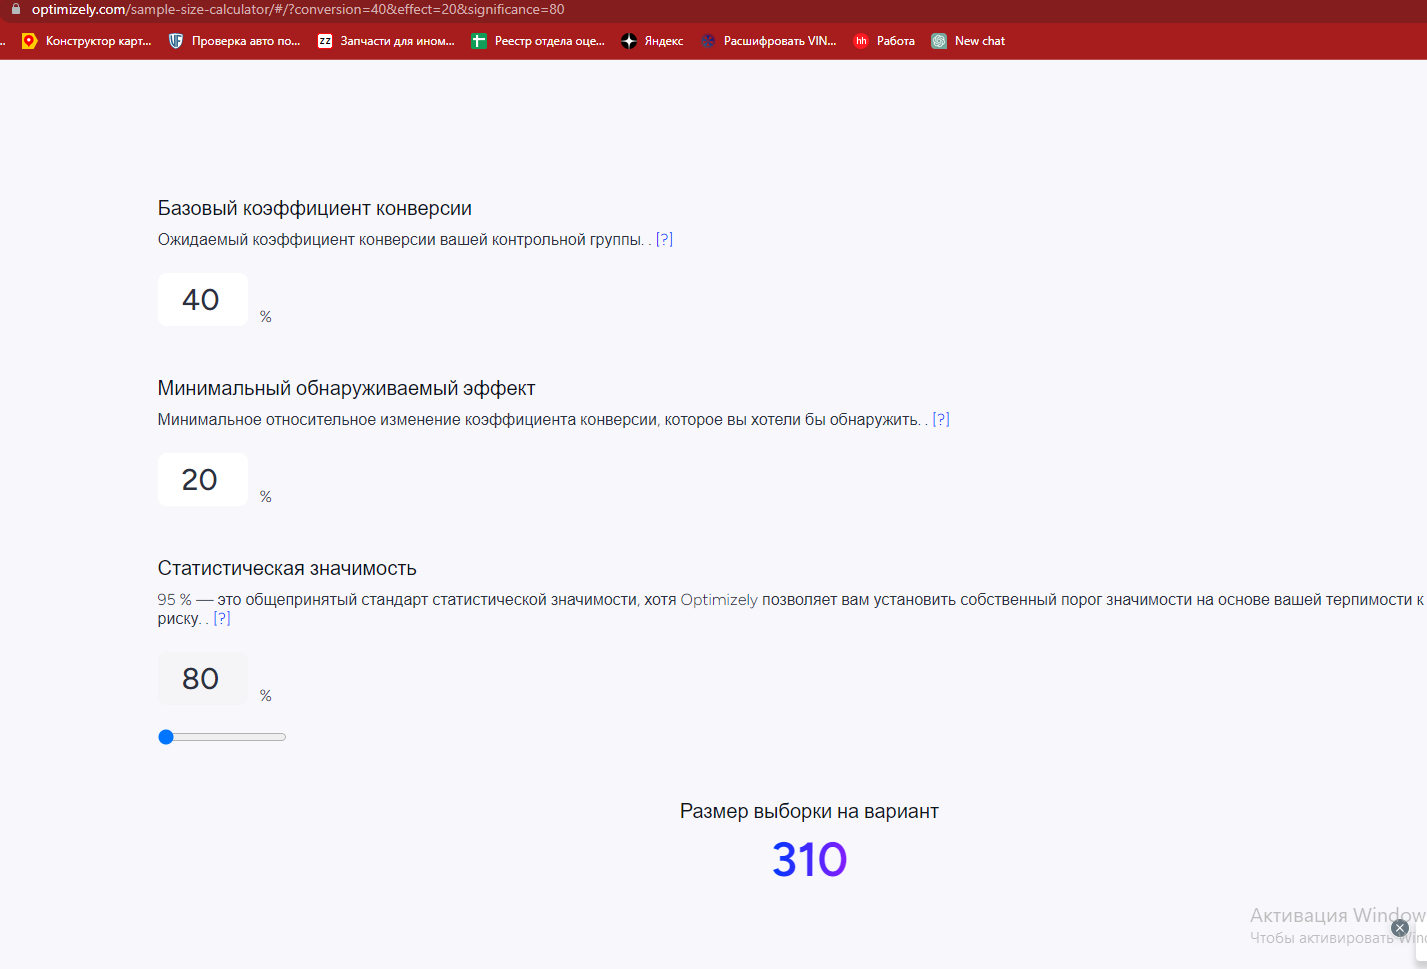 optimizely.com/sample-size-calculator/#/?conversion=40&effect=20&significance=80
.. Конструктор карт... Проверка авто по... ZZ Запчасти для ином... Реестр отдела оце... Яндекс Расшифровать VIN... hh Работа New chat
Базовый коэффициент конверсии
Ожидаемый коэффициент конверсии вашей контрольной группы. . [?]
40 %
Минимальный обнаруживаемый эффект
Минимальное относительное изменение коэффициента конверсии, которое вы хотели бы обнаружить. . [?]
20 %
Статистическая значимость
95 % — это общепринятый стандарт статистической значимости, хотя Optimizely позволяет вам установить собственный порог значимости на основе вашей терпимости к
риску. . [?]
80 %
Размер выборки на вариант
310
Активация Window
Чтобы активировать Win